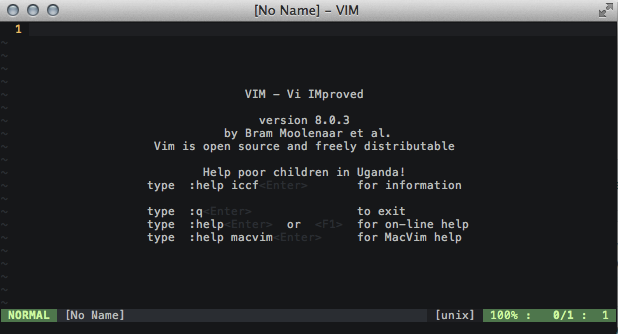 [No Name] - VIM
1
~
~
~
~
~
VIM - Vi IMproved
~
~
version 8.0.3
~
by Bram Moolenaar et al.
~
Vim is open source and freely distributable
~
~
Help poor children in Uganda!
~
type :help iccf<Enter> for information
~
~
type :q<Enter> to exit
~
type :help<Enter> or <F1> for on-line help
~
type :help macvim<Enter> for MacVim help
~
~
~
~
~
NORMAL [No Name] [unix] 100% : 0/1 : 1